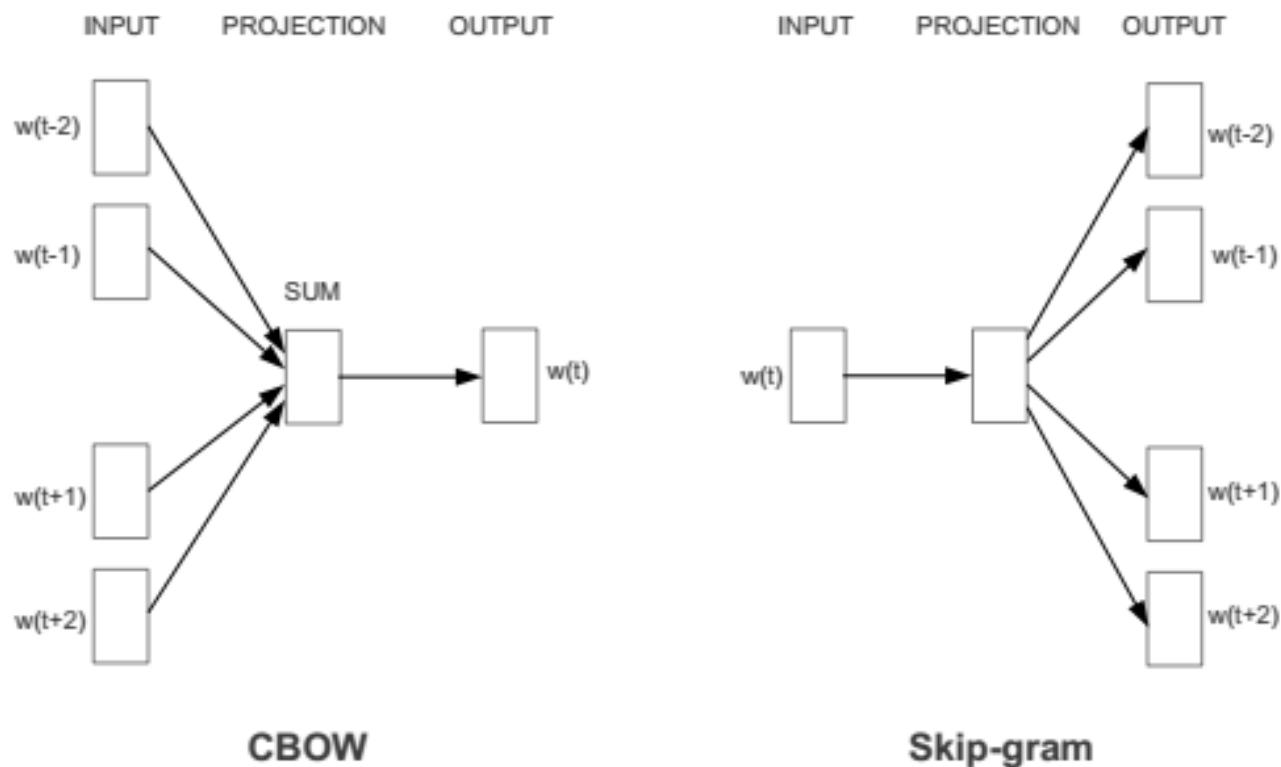 INPUT PROJECTION OUTPUT
w(t-2)
w(t-1)
SUM
w(t)
w(t+1)
w(t+2)
CBOW
INPUT PROJECTION OUTPUT
w(t-2)
w(t-1)
w(t)
w(t+1)
w(t+2)
Skip-gram